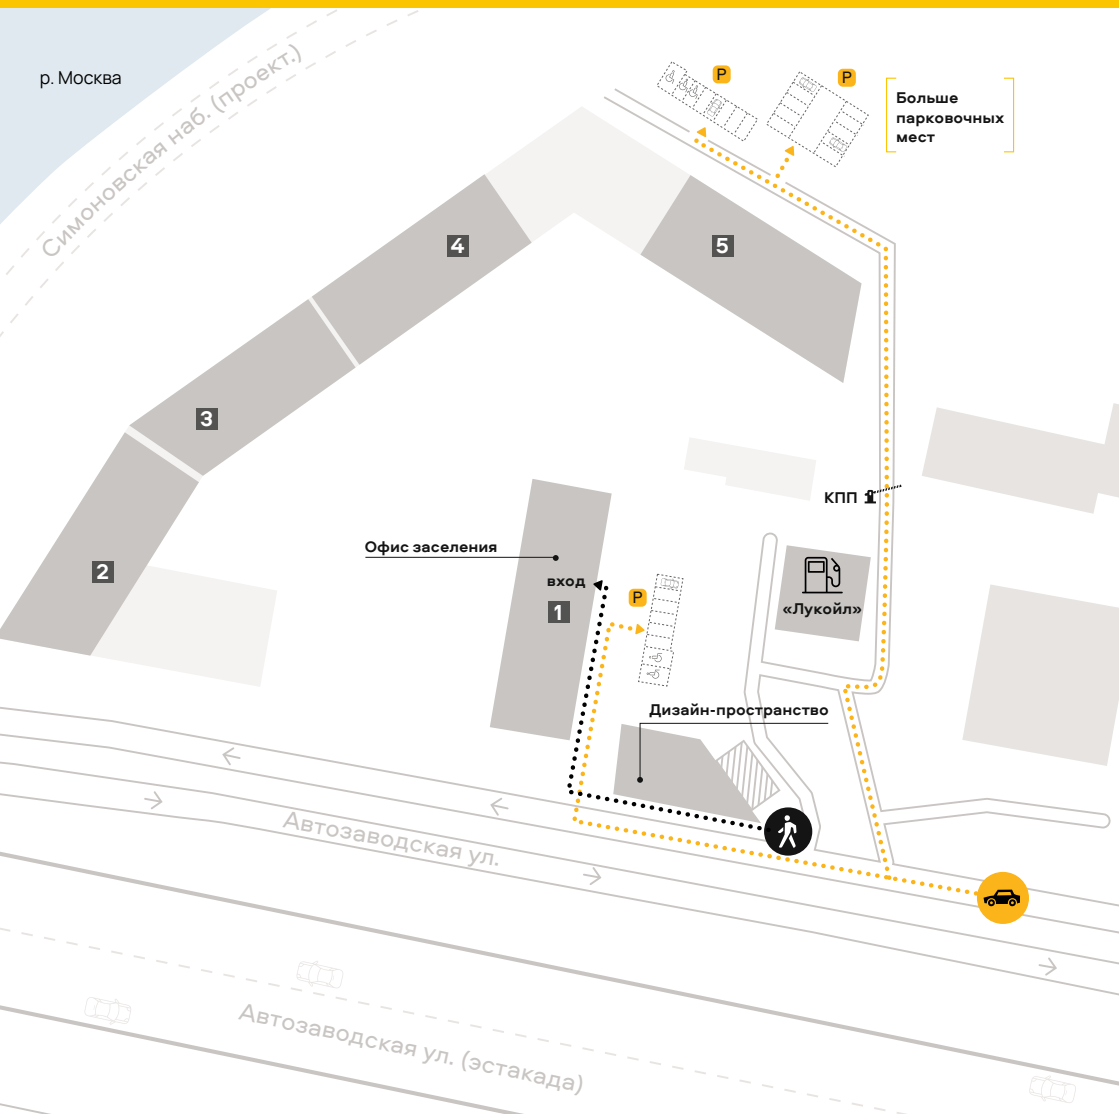 р. Москва
Симоновская наб. (проект.)
P
P
Больше
парковочных
мест
4
5
3
КПП
Офис заселения
вход
2
P
1
«Лукойл»
Дизайн-пространство
Автозаводская ул.
Автозаводская ул. (эстакада)